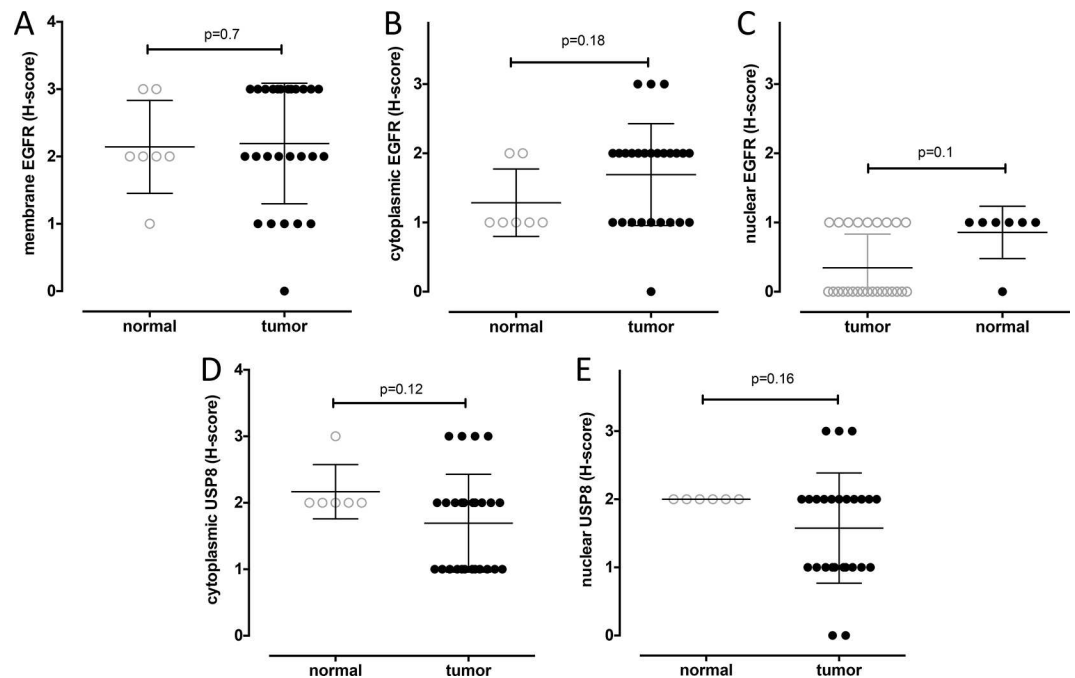 A
membrane EGFR (H-score)
4
3
2
1
0
p=0.7
normal
tumor
B
cytoplasmic EGFR (H-score)
3
2
1
0
p=0.18
normal
tumor
C
nuclear EGFR (H-score)
3
2
1
0
p=0.1
tumor
normal
D
cytoplasmic USP8 (H-score)
4
3
2
1
0
p=0.12
normal
tumor
E
nuclear USP8 (H-score)
3
2
1
0
p=0.16
normal
tumor